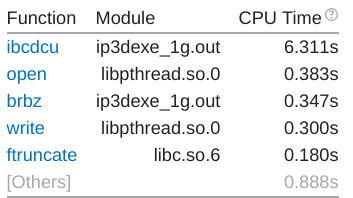 Function Module CPU Time ?
ibcdcu ip3dexe_1g.out 6.311s
open libpthread.so.0 0.383s
brbz ip3dexe_1g.out 0.347s
write libpthread.so.0 0.300s
ftruncate libc.so.6 0.180s
[Others] 0.888s